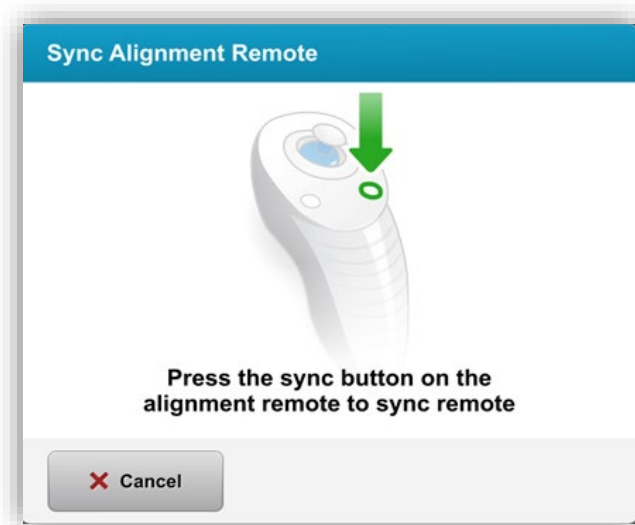 Sync Alignment Remote
Press the sync button on the
alignment remote to sync remote
Cancel